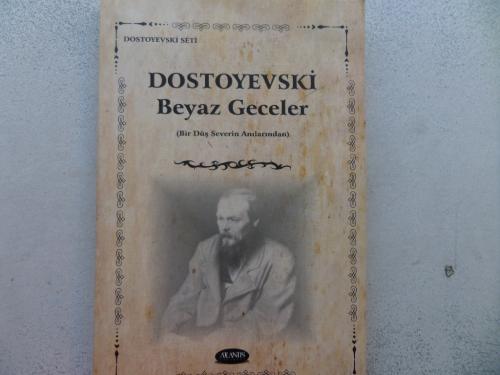 DOSTOYEVSKİ SETİ
DOSTOYEVSKİ
Beyaz Geceler
(Bir Düş Severin Anılarından)